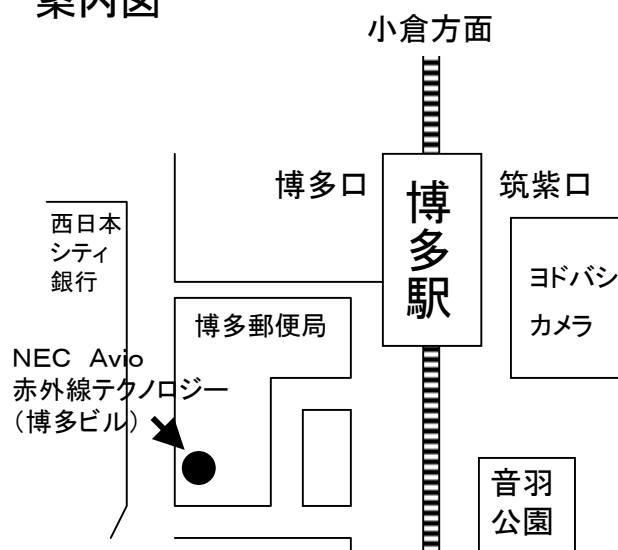 案内図
小倉方面
博多口
博多駅
筑紫口
西日本
シティ
銀行
ヨドバシ
カメラ
博多郵便局
NEC Avio
赤外線テクノロジー
(博多ビル)
音羽
公園